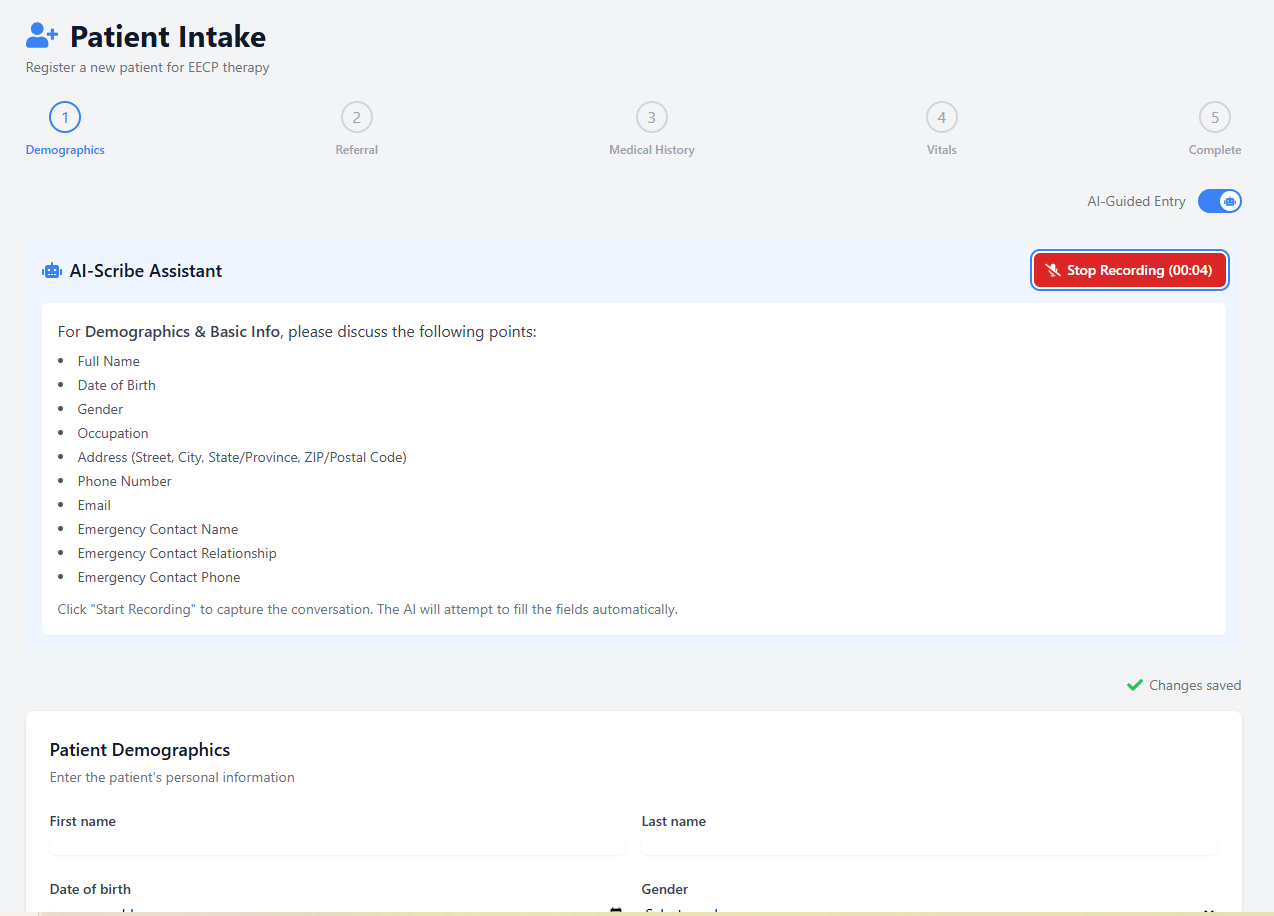 Patient Intake
Register a new patient for EECP therapy
1
2
3
4
5
Demographics
Referral
Medical History
Vitals
Complete
AI-Guided Entry
AI-Scribe Assistant
Stop Recording (00:04)
For Demographics & Basic Info, please discuss the following points:
• Full Name
• Date of Birth
• Gender
• Occupation
• Address (Street, City, State/Province, ZIP/Postal Code)
• Phone Number
• Email
• Emergency Contact Name
• Emergency Contact Relationship
• Emergency Contact Phone
Click "Start Recording" to capture the conversation. The AI will attempt to fill the fields automatically.
Changes saved
Patient Demographics
Enter the patient's personal information
First name
Last name
Date of birth
Gender